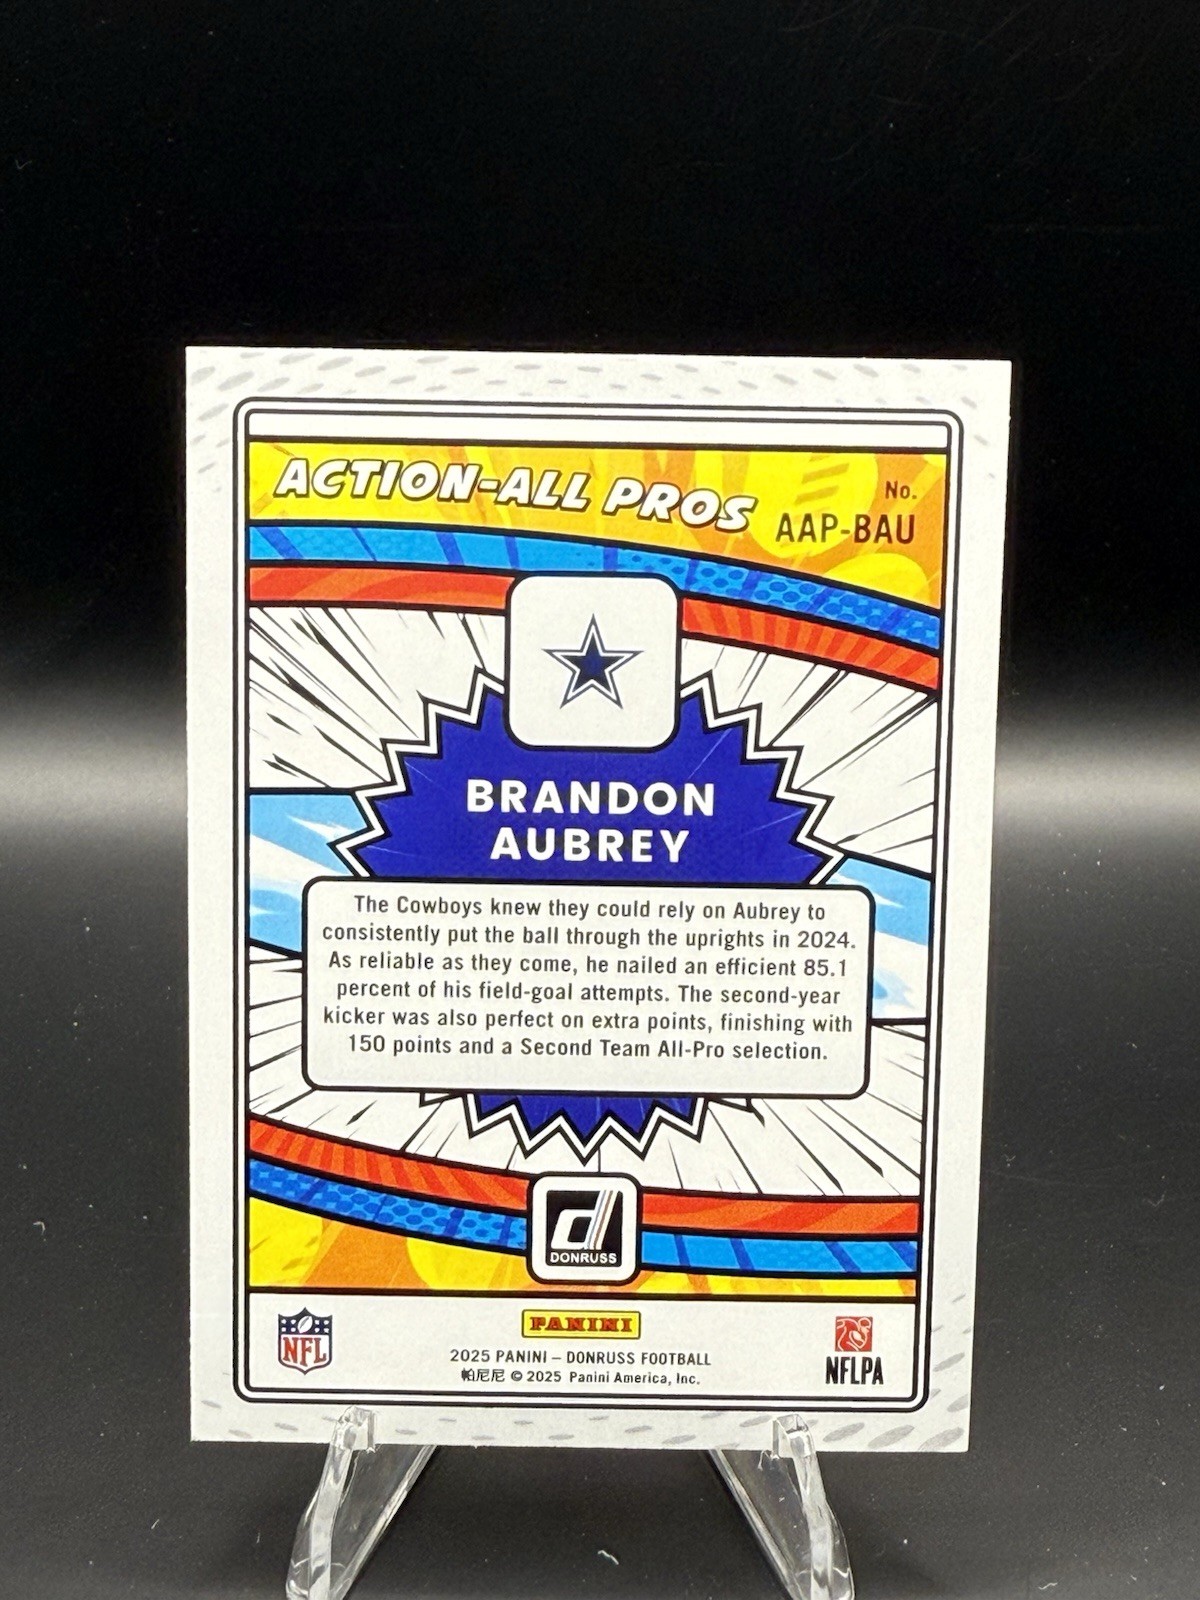 ACTION-ALL PROS
No.
AAP-BAU
BRANDON
AUBREY
The Cowboys knew they could rely on Aubrey to
consistently put the ball through the uprights in 2024.
As reliable as they come, he nailed an efficient 85.1
percent of his field-goal attempts. The second-year
kicker was also perfect on extra points, finishing with
150 points and a Second Team All-Pro selection.
d
DONRUSS
NFL
PANINI
2025 PANINI – DONRUSS FOOTBALL
帕尼尼 © 2025 Panini America, Inc.
NFLPA